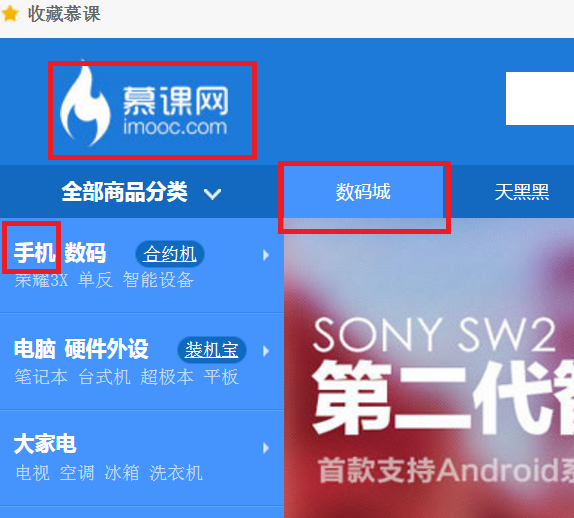 收藏慕课
慕课网
imooc.com
全部商品分类 数码城 天黑黑
手机 数码 合约机
荣耀3X 单反 智能设备
电脑 硬件外设 装机宝
笔记本 台式机 超极本 平板
大家电
电视 空调 冰箱 洗衣机
SONY SW2
第二代智
首款支持Android系